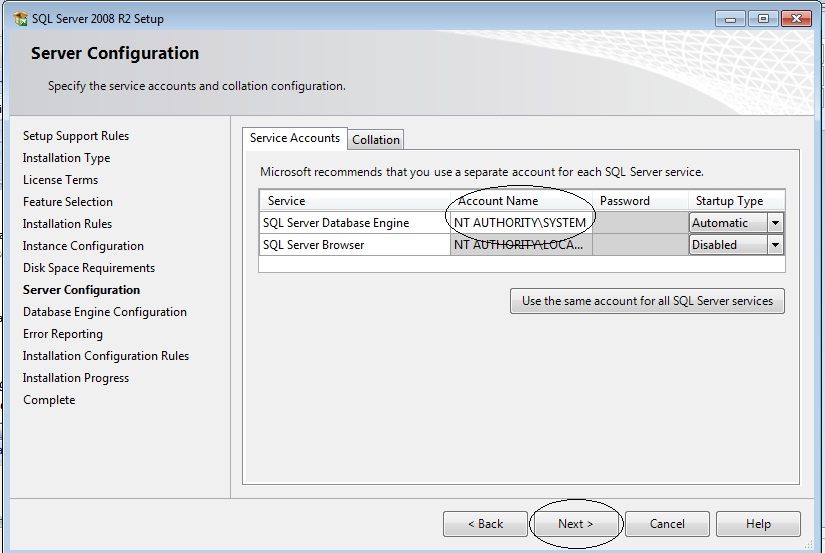 SQL Server 2008 R2 Setup
Server Configuration
Specify the service accounts and collation configuration.
Setup Support Rules
Installation Type
License Terms
Feature Selection
Installation Rules
Instance Configuration
Disk Space Requirements
Server Configuration
Database Engine Configuration
Error Reporting
Installation Configuration Rules
Installation Progress
Complete
Service Accounts Collation
Microsoft recommends that you use a separate account for each SQL Server service.
Service Account Name Password Startup Type
SQL Server Database Engine NT AUTHORITY\SYSTEM Automatic
SQL Server Browser NT AUTHORITY\LOCA... Disabled
Use the same account for all SQL Server services
< Back Next > Cancel Help